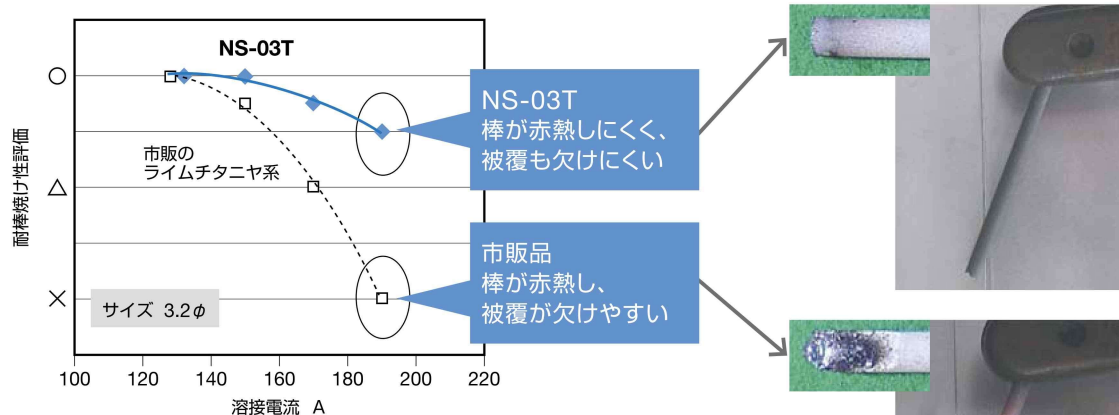 NS-03T
○
△
×
耐棒焼け性評価
市販の
ライムチタニヤ系
サイズ 3.2φ
100 120 140 160 180 200 220
溶接電流 A
NS-03T
棒が赤熱しにくく、
被覆も欠けにくい
市販品
棒が赤熱し、
被覆が欠けやすい